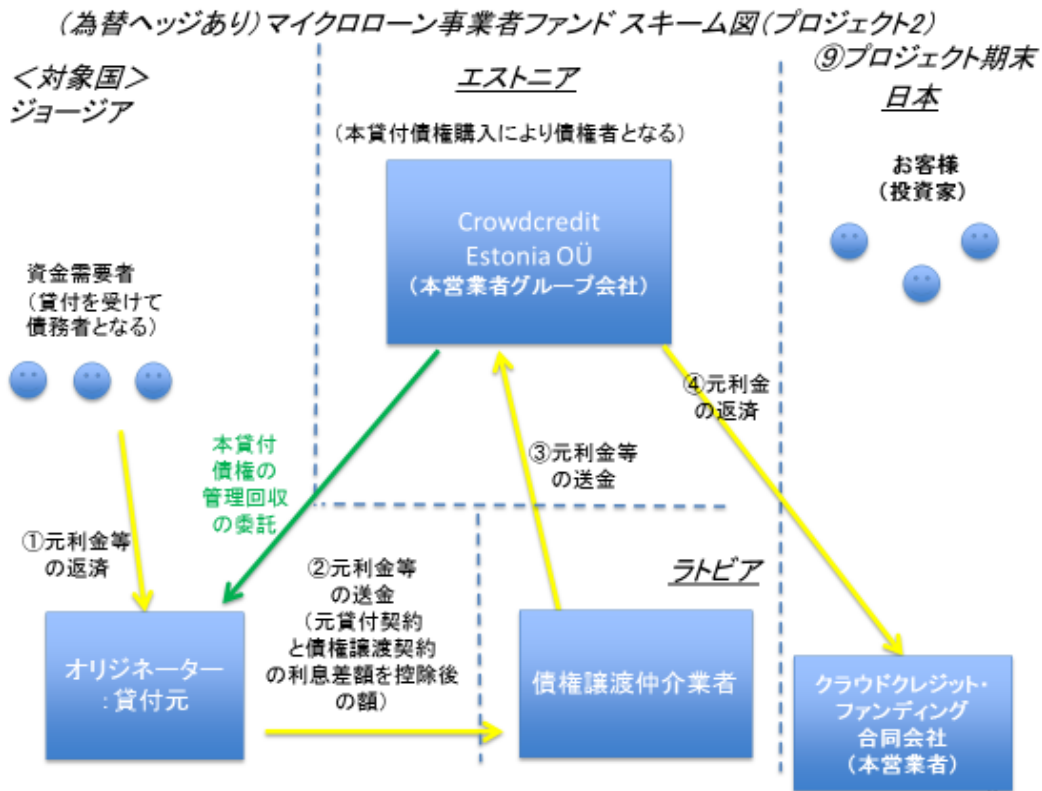 (為替ヘッジあり)マイクロローン事業者ファンド スキーム図(プロジェクト2)
⑨プロジェクト期末
<対象国>
ジョージア
エストニア
日本
(本貸付債権購入により債権者となる)
お客様
(投資家)
Crowdcredit
Estonia OÜ
(本営業者グループ会社)
資金需要者
(貸付を受けて
債務者となる)
④元利金
の返済
本貸付
債権の
管理回収
の委託
③元利金等
の送金
①元利金等
の返済
②元利金等
の送金
(元貸付契約
と債権譲渡契約
の利息差額を控除後
の額)
ラトビア
オリジネーター
:貸付元
債権譲渡仲介業者
クラウドクレジット・
ファンディング
合同会社
(本営業者)